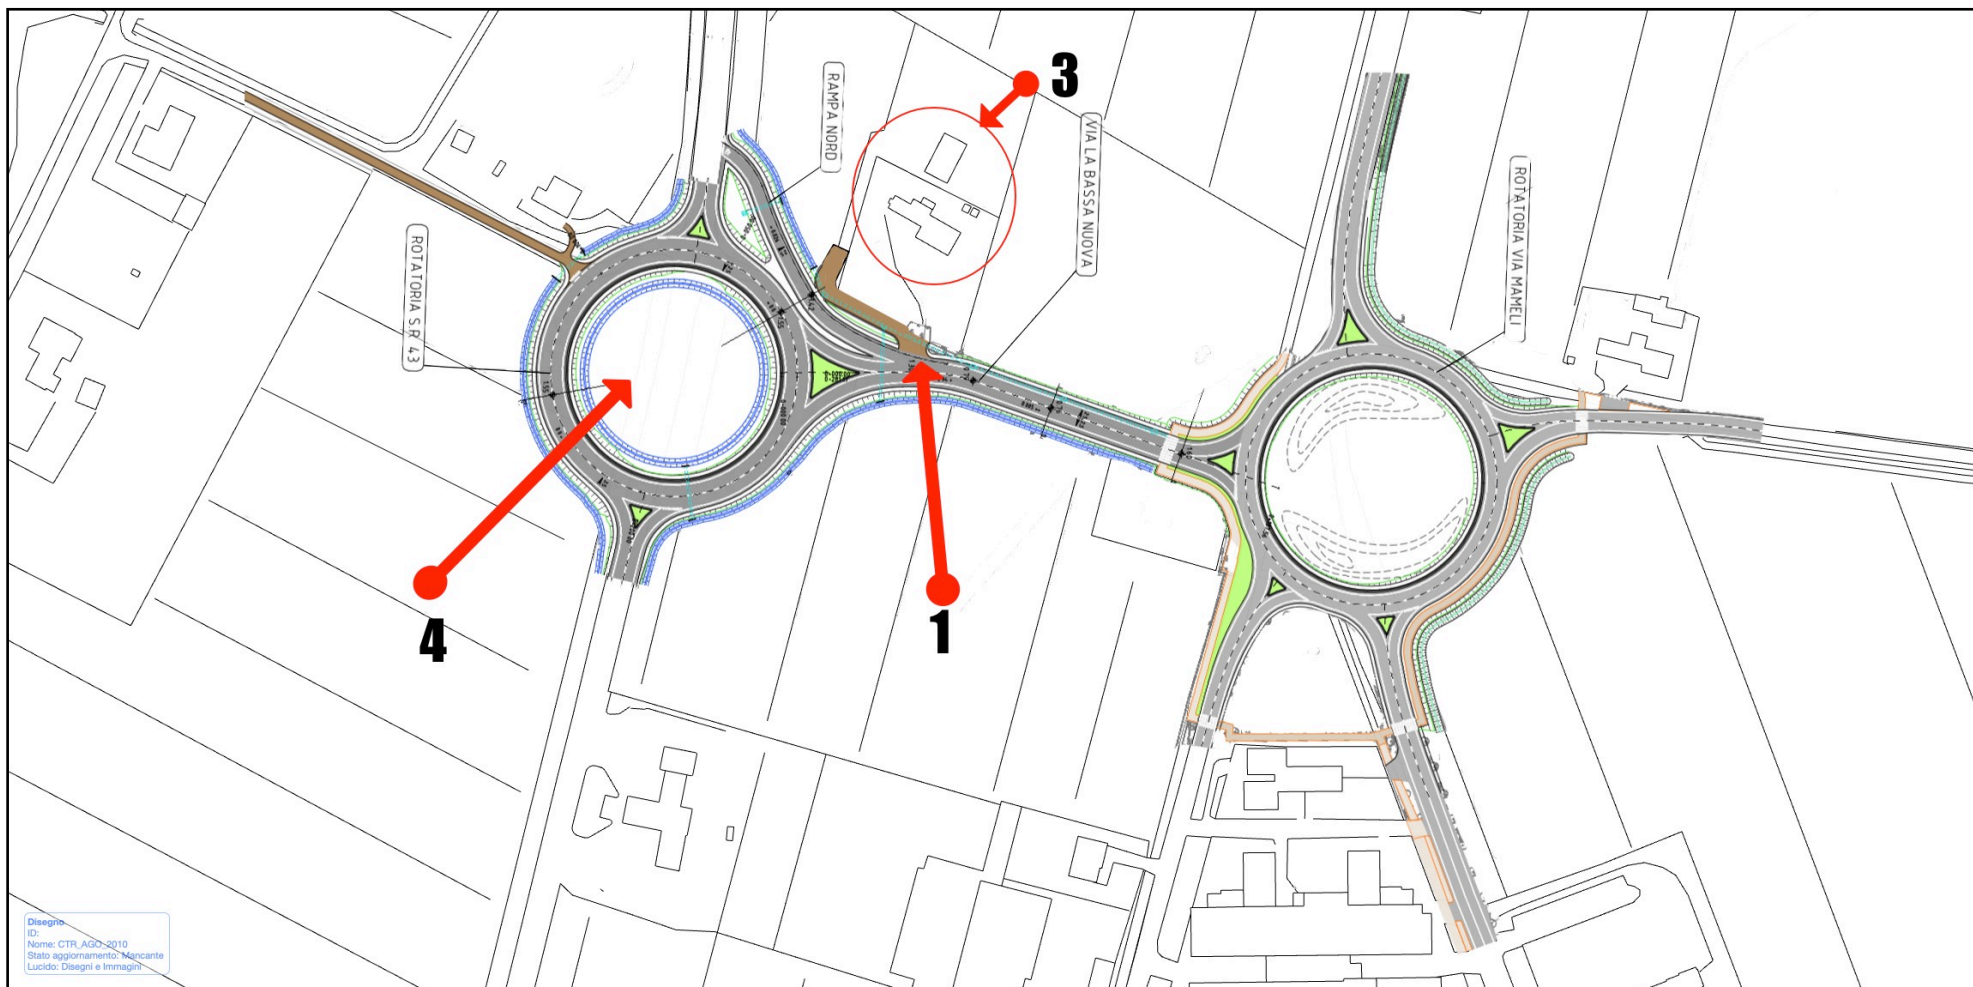 3
RAMPA NORD
VIA LA BASSA NUOVA
ROTATORIA VIA MAMELI
ROTATORIA S.R. 43
4
1
Disegno
ID:
Nome: CTR_AGO_2010
Stato aggiornamento: Mancante
Lucido: Disegni e Immagini